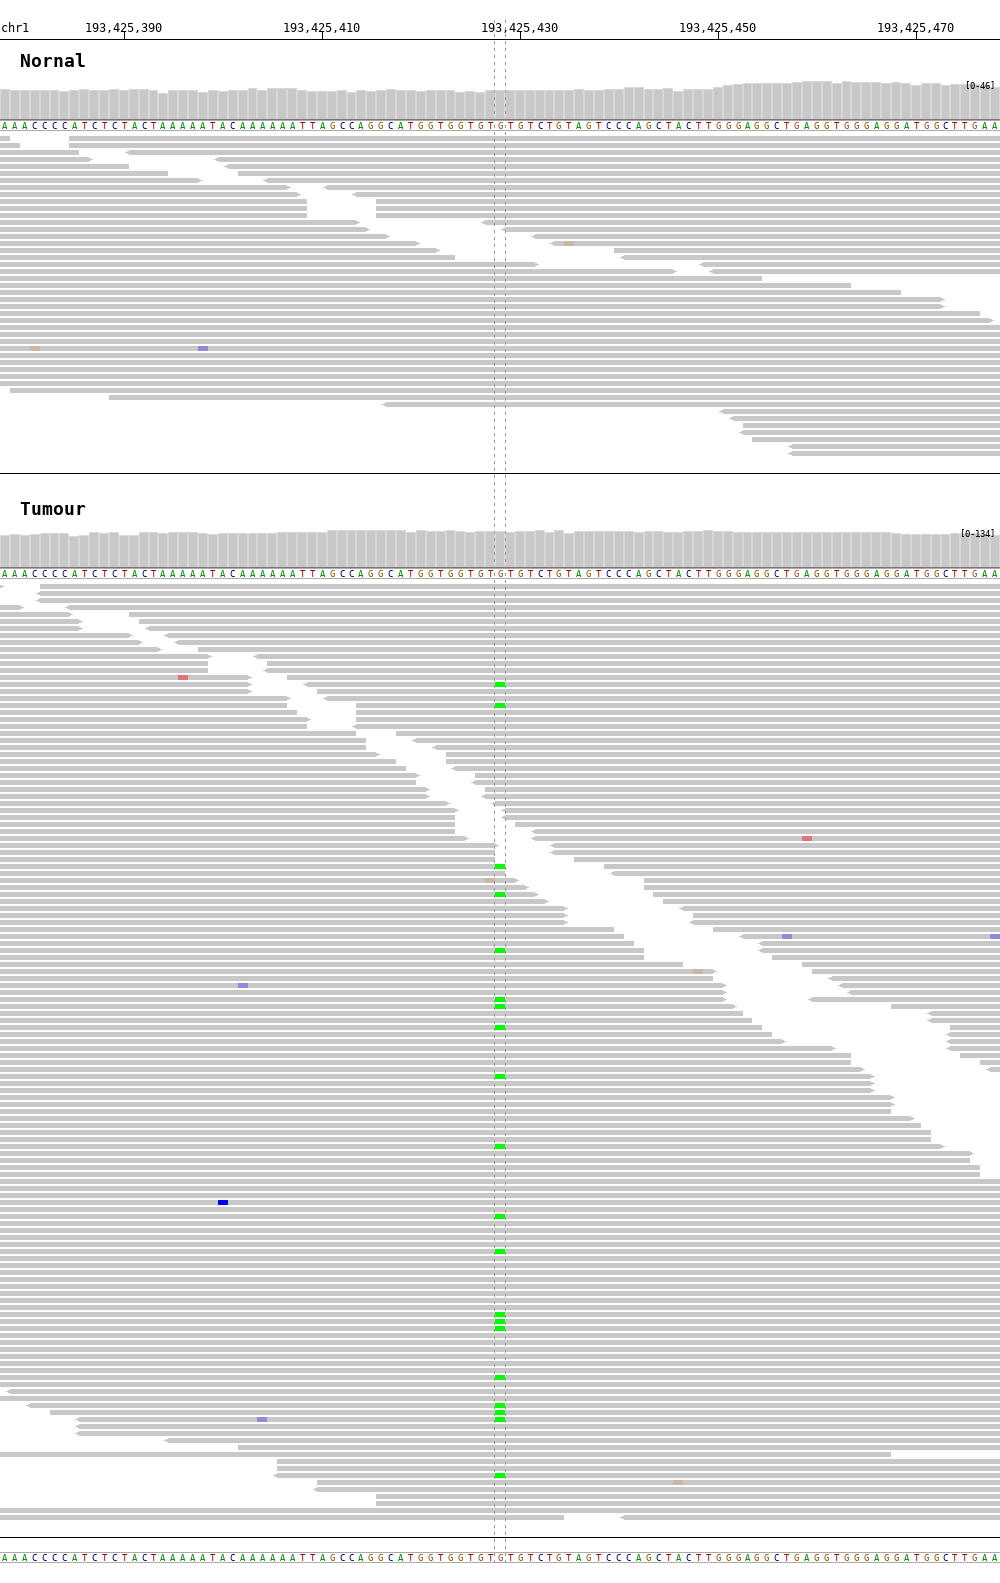 chr1 193,425,390 193,425,410 193,425,430 193,425,450 193,425,470
Nornal
[0-46]
AAACCCCATCTCTACTAAAAATACAAAAAATTAGCCAGGCATGGTGGTGTGTGTCTGTAGTCCCAGCTACTTGGGAGGCTGAGGTGGGAGGATGGCTTGAA
Tumour
[0-134]
AAACCCCATCTCTACTAAAAATACAAAAAATTAGCCAGGCATGGTGGTGTGTGTCTGTAGTCCCAGCTACTTGGGAGGCTGAGGTGGGAGGATGGCTTGAA
AAACCCCATCTCTACTAAAAATACAAAAAATTAGCCAGGCATGGTGGTGTGTGTCTGTAGTCCCAGCTACTTGGGAGGCTGAGGTGGGAGGATGGCTTGAA